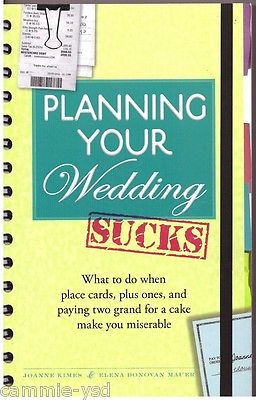 PLANNING
YOUR
Wedding
SUCKS
What to do when
place cards, plus ones, and
paying two grand for a cake
make you miserable
JOANNE KIMES & ELENA DONOVAN MAUER
cammie-ysd